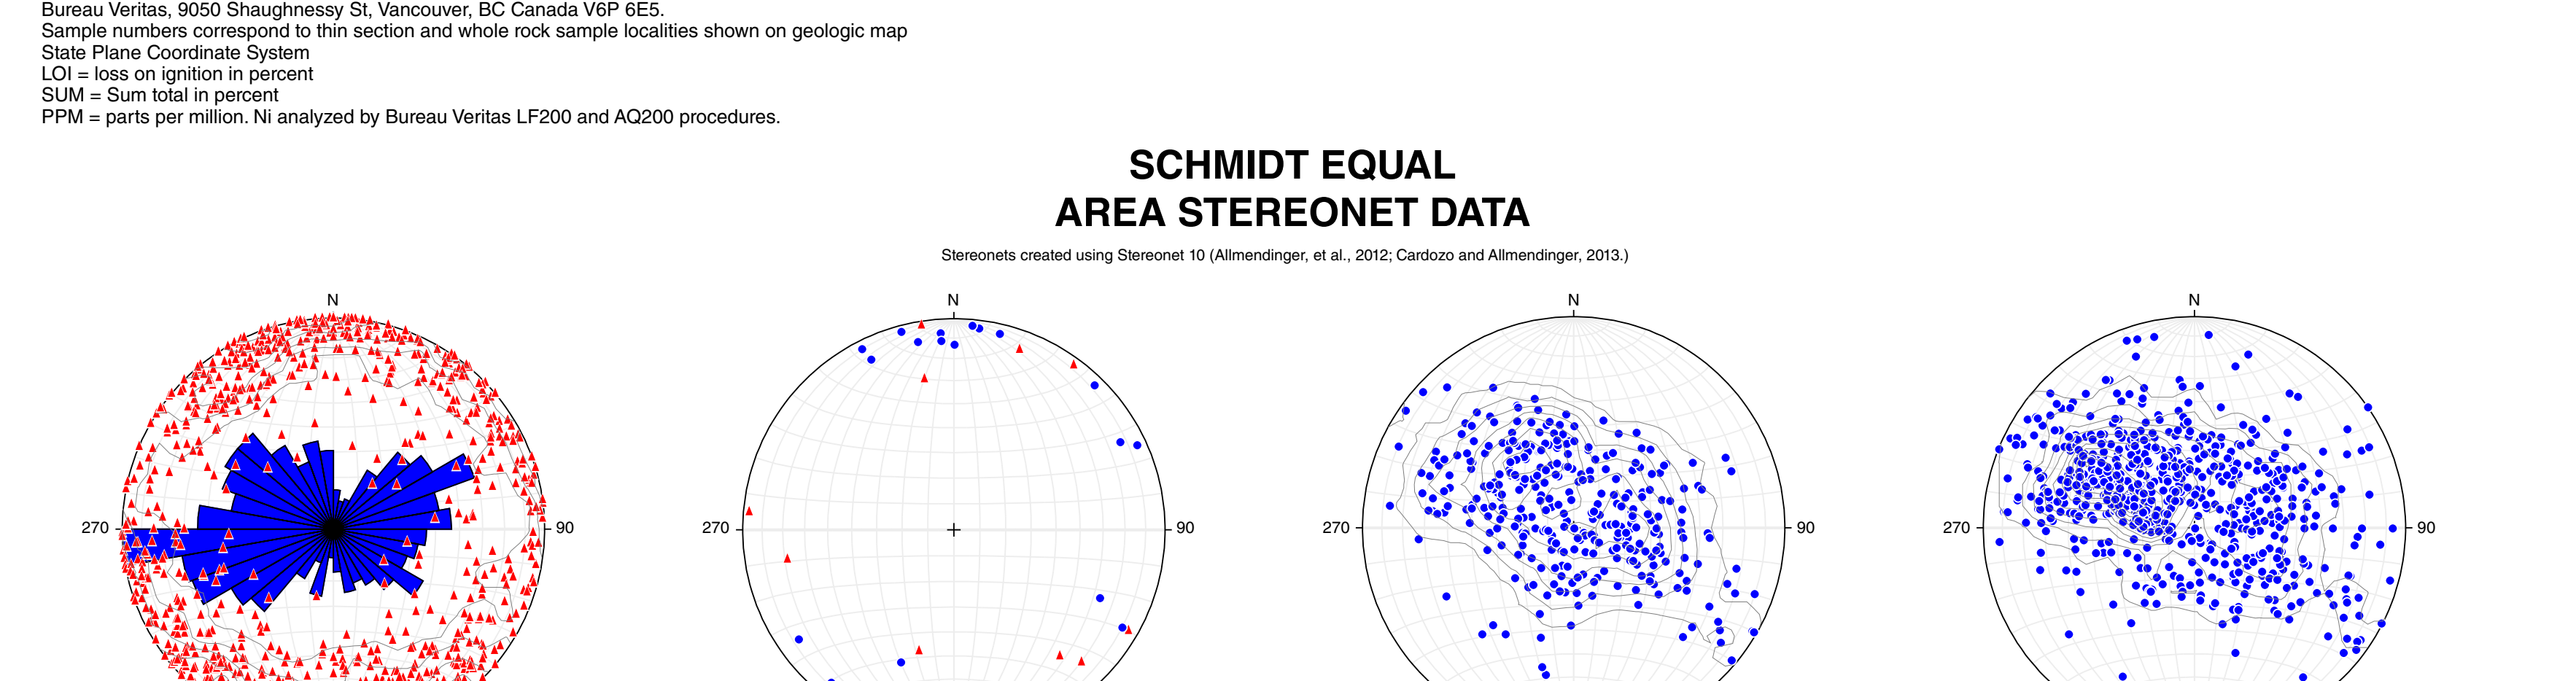 Bureau Veritas, 9050 Shaughnessy St, Vancouver, BC Canada V6P 6E5.
Sample numbers correspond to thin section and whole rock sample localities shown on geologic map
State Plane Coordinate System
LOI = loss on ignition in percent
SUM = Sum total in percent
PPM = parts per million. Ni analyzed by Bureau Veritas LF200 and AQ200 procedures.
SCHMIDT EQUAL
AREA STEREONET DATA
Stereonets created using Stereonet 10 (Allmendinger, et al., 2012; Cardozo and Allmendinger, 2013.)
N N N N
270 90 270 90 270 90 270 90